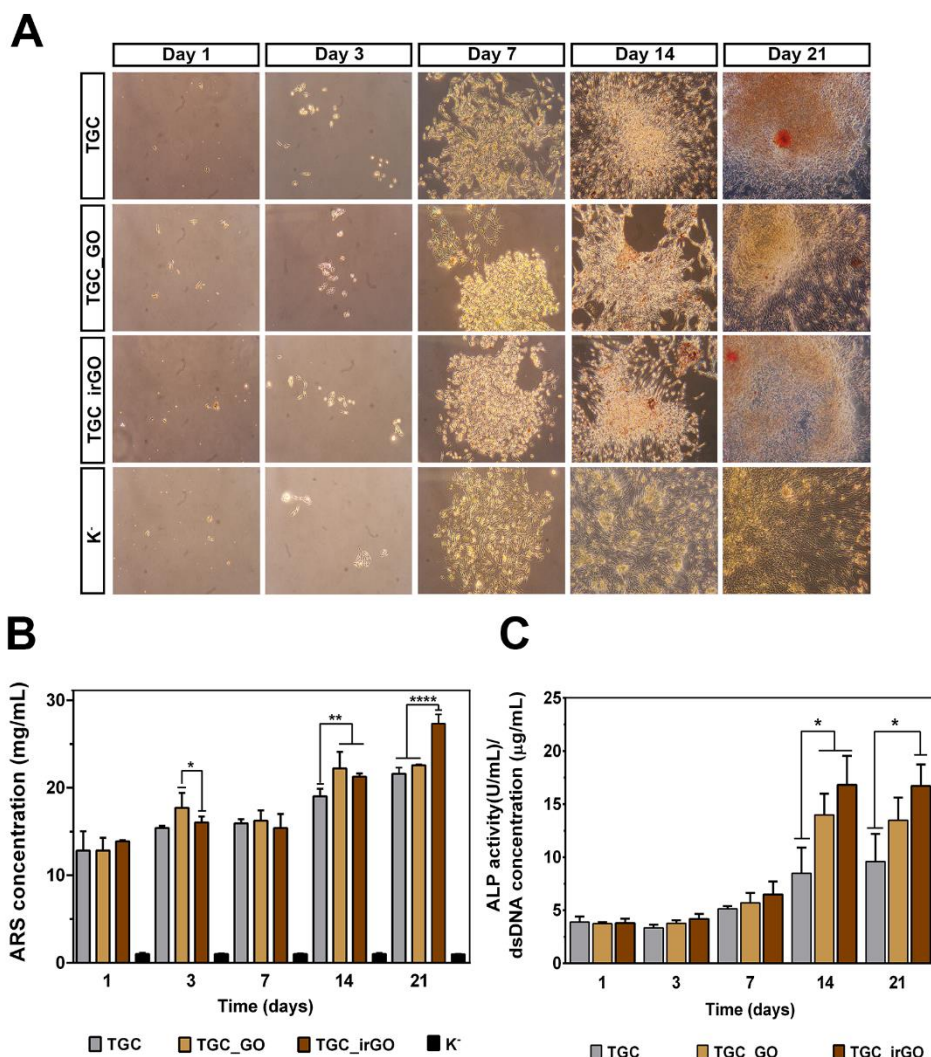 A
Day 1 Day 3 Day 7 Day 14 Day 21
TGC
TGC_GO
TGC_irGO
K-
B
ARS concentration (mg/mL)
30
20
10
0
*
**
****
1 3 7 14 21
Time (days)
TGC TGC_GO TGC_irGO K-
C
ALP activity(U/mL)/
dsDNA concentration (µg/mL)
25
20
15
10
5
0
*
*
1 3 7 14 21
Time (days)
TGC TGC_GO TGC_irGO